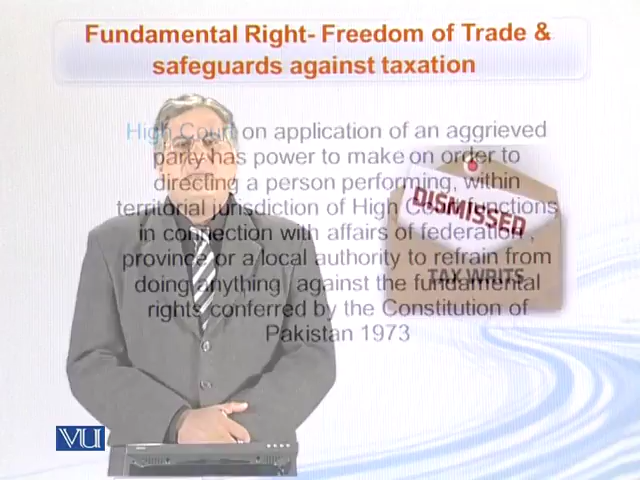 Fundamental Right- Freedom of Trade &
safeguards against taxation
High Court on application of an aggrieved
party has power to make on order to
directing a person performing, within
territorial jurisdiction of High Court functions
in connection with affairs of federation ,
province or a local authority to refrain from
doing anything against the fundamental
rights conferred by the Constitution of
Pakistan 1973
DISMISSED
TAX WRITS
VU